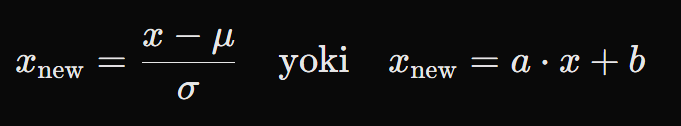 x_new = (x − μ) / σ yoki x_new = a · x + b